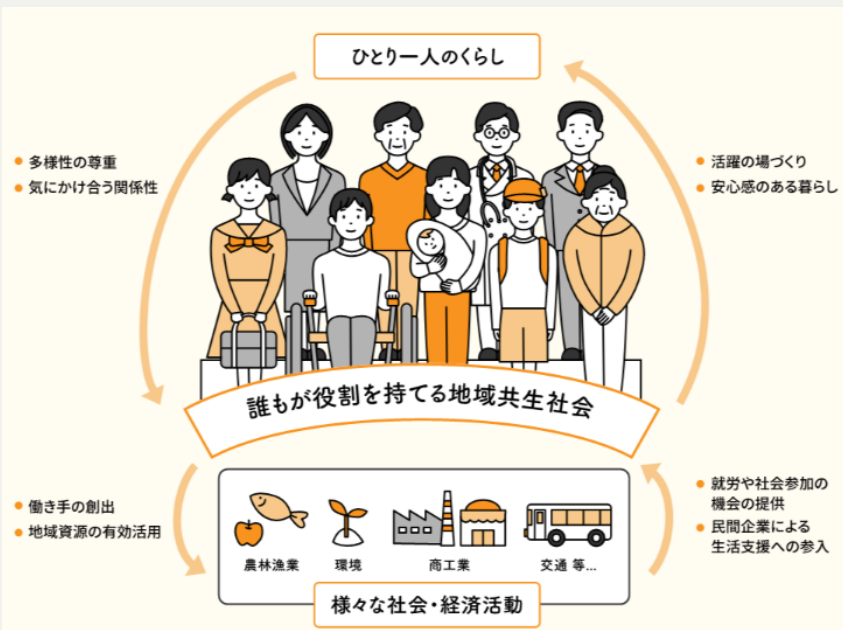 ひとり一人のくらし
● 多様性の尊重
● 気にかけ合う関係性
● 活躍の場づくり
● 安心感のある暮らし
誰もが役割を持てる地域共生社会
● 働き手の創出
● 地域資源の有効活用
● 就労や社会参加の
機会の提供
● 民間企業による
生活支援への参入
農林漁業
環境
商工業
交通 等...
様々な社会・経済活動